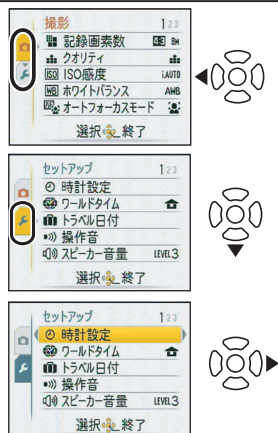 撮影 1 2 3
記録画素数 4:3 8M
クオリティ
ISO ISO感度 iAUTO
WB ホワイトバランス AWB
AF オートフォーカスモード
選択 終了
セットアップ 1 2 3
時計設定
ワールドタイム
トラベル日付
操作音
スピーカー音量 LEVEL3
選択 終了
セットアップ 1 2 3
時計設定
ワールドタイム
トラベル日付
操作音
スピーカー音量 LEVEL3
選択 終了